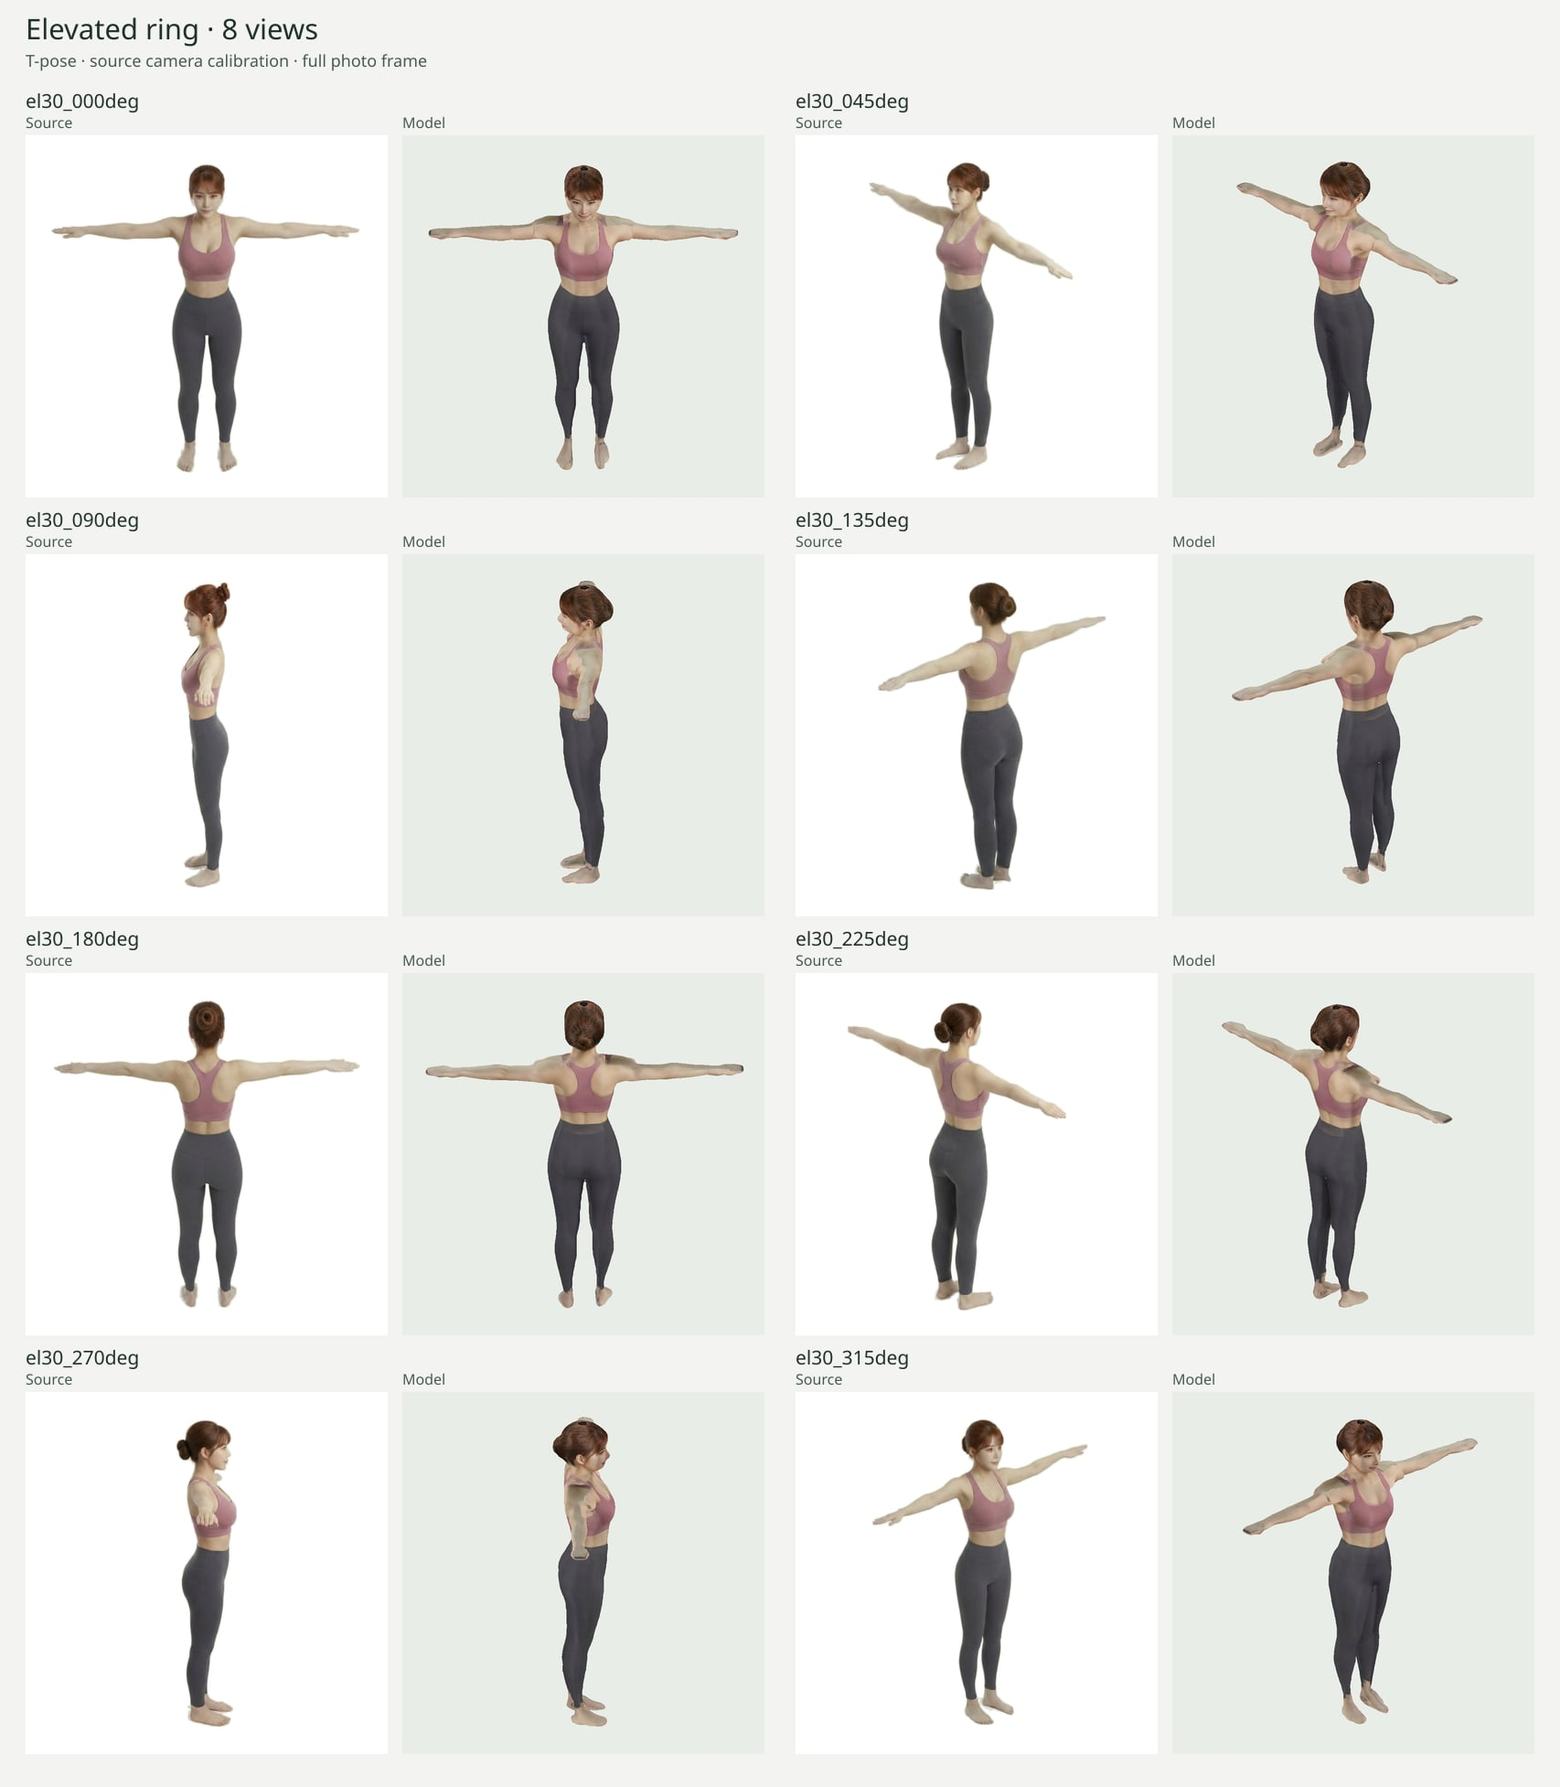 Elevated ring · 8 views
T-pose · source camera calibration · full photo frame
el30_000deg
Source
Model
el30_045deg
Source
Model
el30_090deg
Source
Model
el30_135deg
Source
Model
el30_180deg
Source
Model
el30_225deg
Source
Model
el30_270deg
Source
Model
el30_315deg
Source
Model